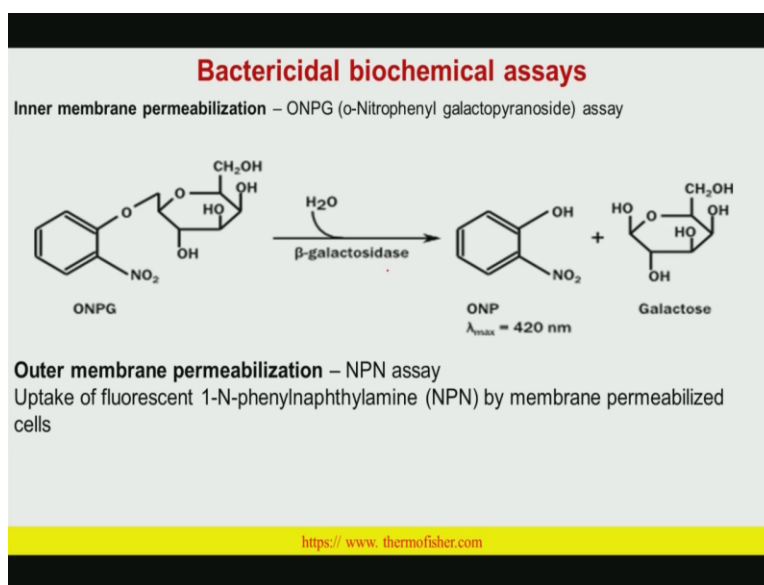 Bactericidal biochemical assays
Inner membrane permeabilization – ONPG (o-Nitrophenyl galactopyranoside) assay
CH₂OH
O
OH
HO
O
OH
NO₂
ONPG
H2O
β-galactosidase
OH
NO₂
ONP
λmax = 420 nm
+
CH₂OH
HO
O
OH
HO
OH
Galactose
Outer membrane permeabilization – NPN assay
Uptake of fluorescent 1-N-phenylnaphthylamine (NPN) by membrane permeabilized
cells
https:// www. thermofisher.com